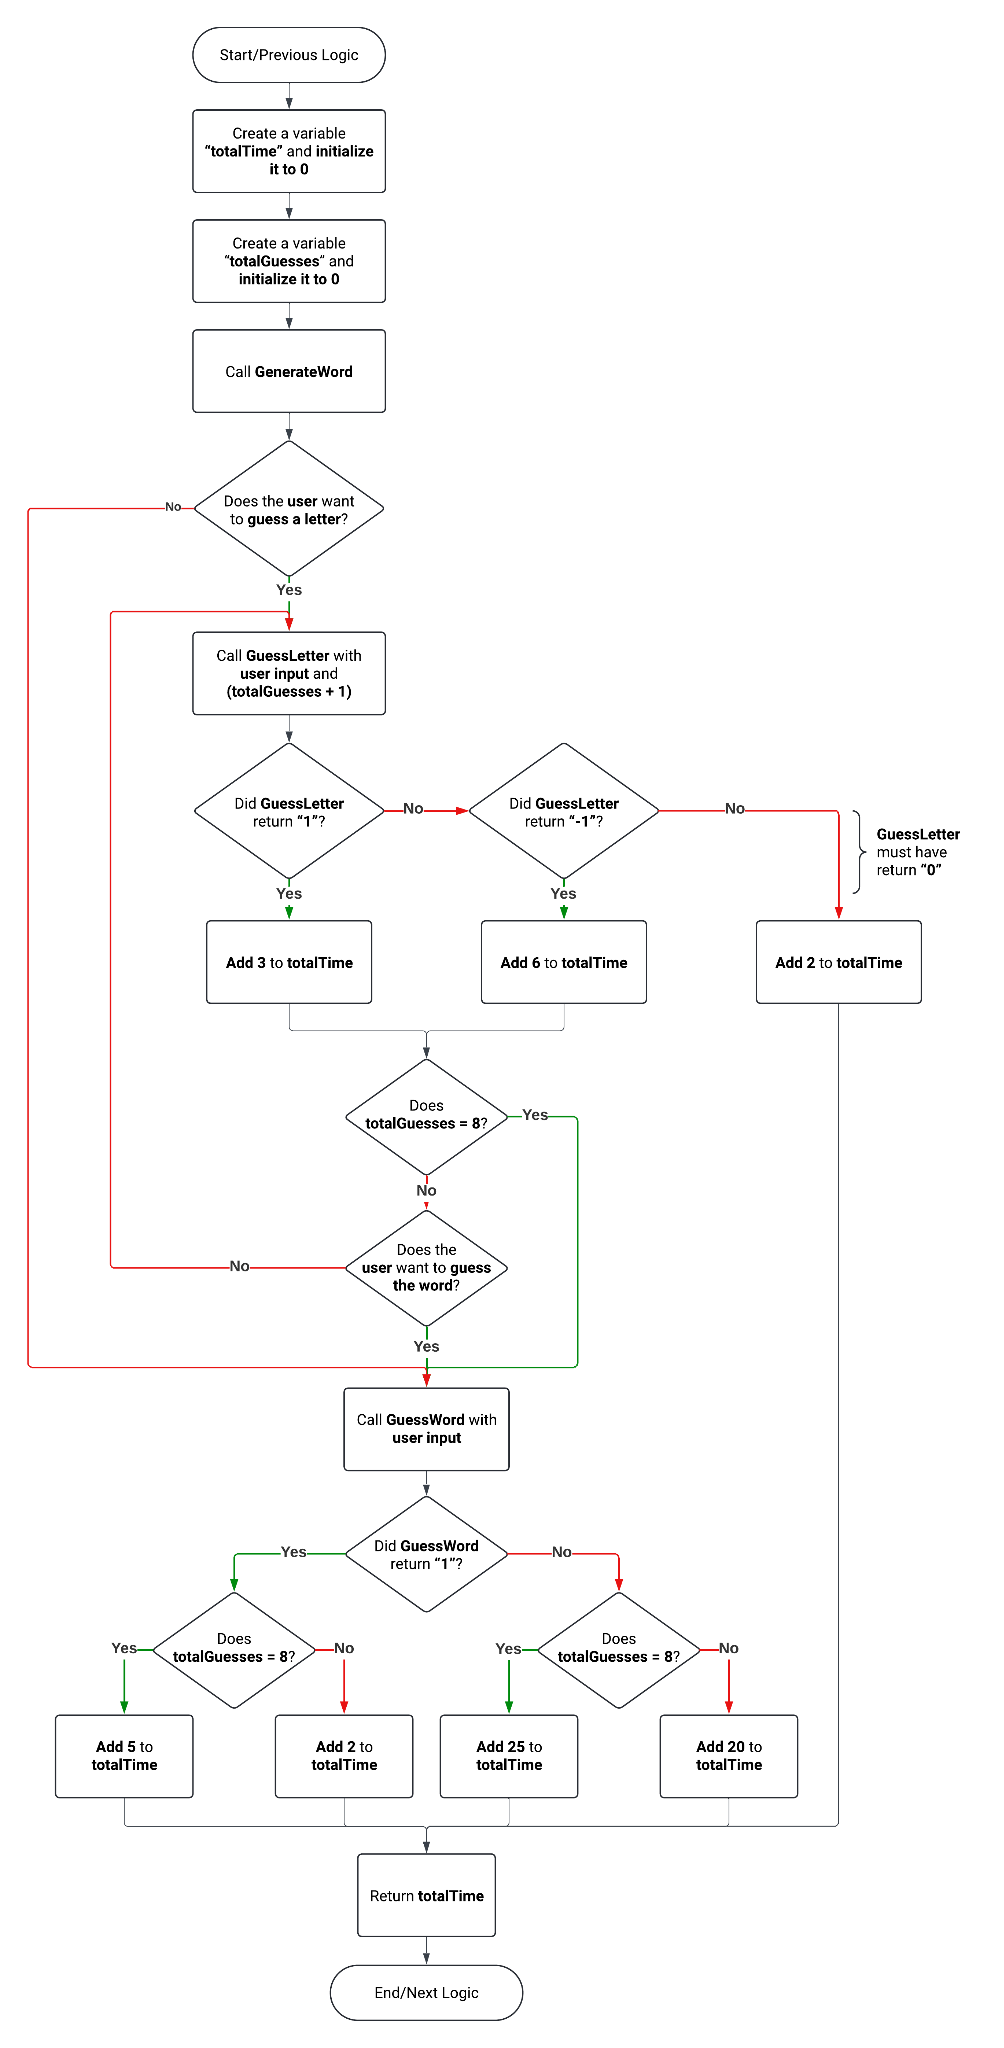 Start/Previous Logic
Create a variable
“totalTime” and initialize
it to 0
Create a variable
“totalGuesses” and
initialize it to 0
Call GenerateWord
Does the user want
to guess a letter?
No
Yes
Call GuessLetter with
user input and
(totalGuesses + 1)
Did GuessLetter
return “1”?
No
Did GuessLetter
return “-1”?
No
GuessLetter
must have
return “0”
Yes
Yes
Add 3 to totalTime
Add 6 to totalTime
Add 2 to totalTime
Does
totalGuesses = 8?
Yes
No
Does the
user want to guess
the word?
No
Yes
Call GuessWord with
user input
Did GuessWord
return “1”?
Yes
No
Does
totalGuesses = 8?
Yes
No
Does
totalGuesses = 8?
Yes
No
Add 5 to
totalTime
Add 2 to
totalTime
Add 25 to
totalTime
Add 20 to
totalTime
Return totalTime
End/Next Logic